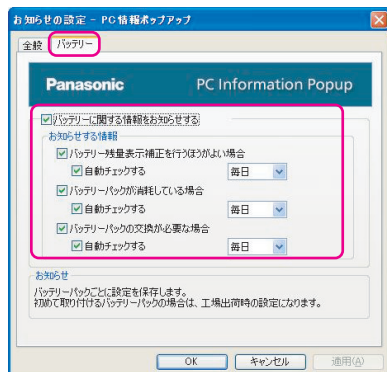 お知らせの設定 - PC情報ポップアップ
全般 バッテリー
Panasonic PC Information Popup
バッテリーに関する情報をお知らせする
お知らせする情報
バッテリー残量表示補正を行うほうがよい場合
自動チェックする 毎日
バッテリーパックが消耗している場合
自動チェックする 毎日
バッテリーパックの交換が必要な場合
自動チェックする 毎日
お知らせ
バッテリーパックごとに設定を保存します。
初めて取り付けるバッテリーパックの場合は、工場出荷時の設定になります。
OK キャンセル 適用(A)